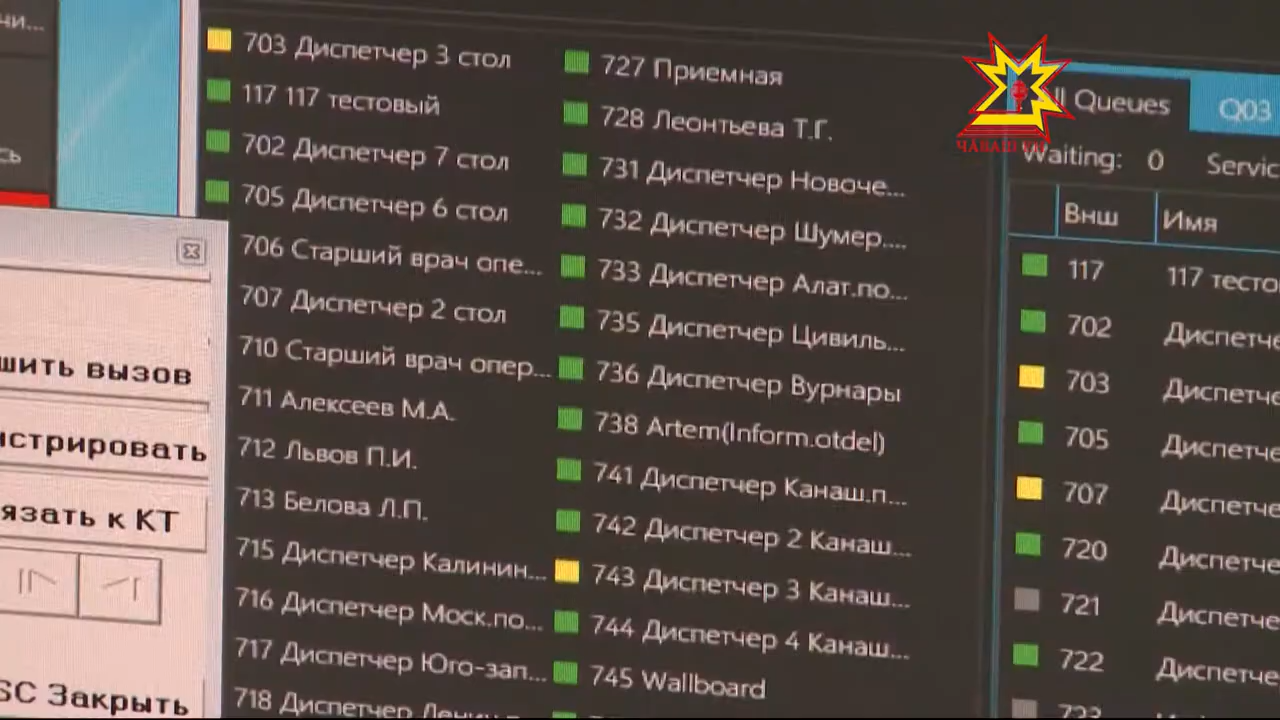 703 Диспетчер 3 стол
117 117 тестовый
702 Диспетчер 7 стол
705 Диспетчер 6 стол
706 Старший врач опе...
707 Диспетчер 2 стол
710 Старший врач опер...
711 Алексеев М.А.
712 Львов П.И.
713 Белова Л.П.
715 Диспетчер Калинин...
716 Диспетчер Моск.по...
717 Диспетчер Юго-зап...
718 Диспетчер
727 Приемная
728 Леонтьева Т.Г.
731 Диспетчер Новоче...
732 Диспетчер Шумер....
733 Диспетчер Алат.по...
735 Диспетчер Цивиль...
736 Диспетчер Вурнары
738 Artem(Inform.otdel)
741 Диспетчер Канаш.п...
742 Диспетчер 2 Канаш...
743 Диспетчер 3 Канаш...
744 Диспетчер 4 Канаш...
745 Wallboard
ll Queues Q03
Waiting: 0 Servic
Внш Имя
117 117 тесто
702 Диспетче
703 Диспетче
705 Диспетче
707 Диспетче
720 Диспетче
721 Диспетче
722 Диспетче
723
шить вызов
истрировать
язать к КТ
SC Закрыть